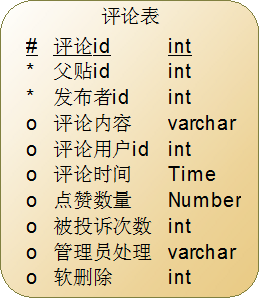 评论表
# 评论id int
* 父贴id int
* 发布者id int
o 评论内容 varchar
o 评论用户id int
o 评论时间 Time
o 点赞数量 Number
o 被投诉次数 int
o 管理员处理 varchar
o 软删除 int